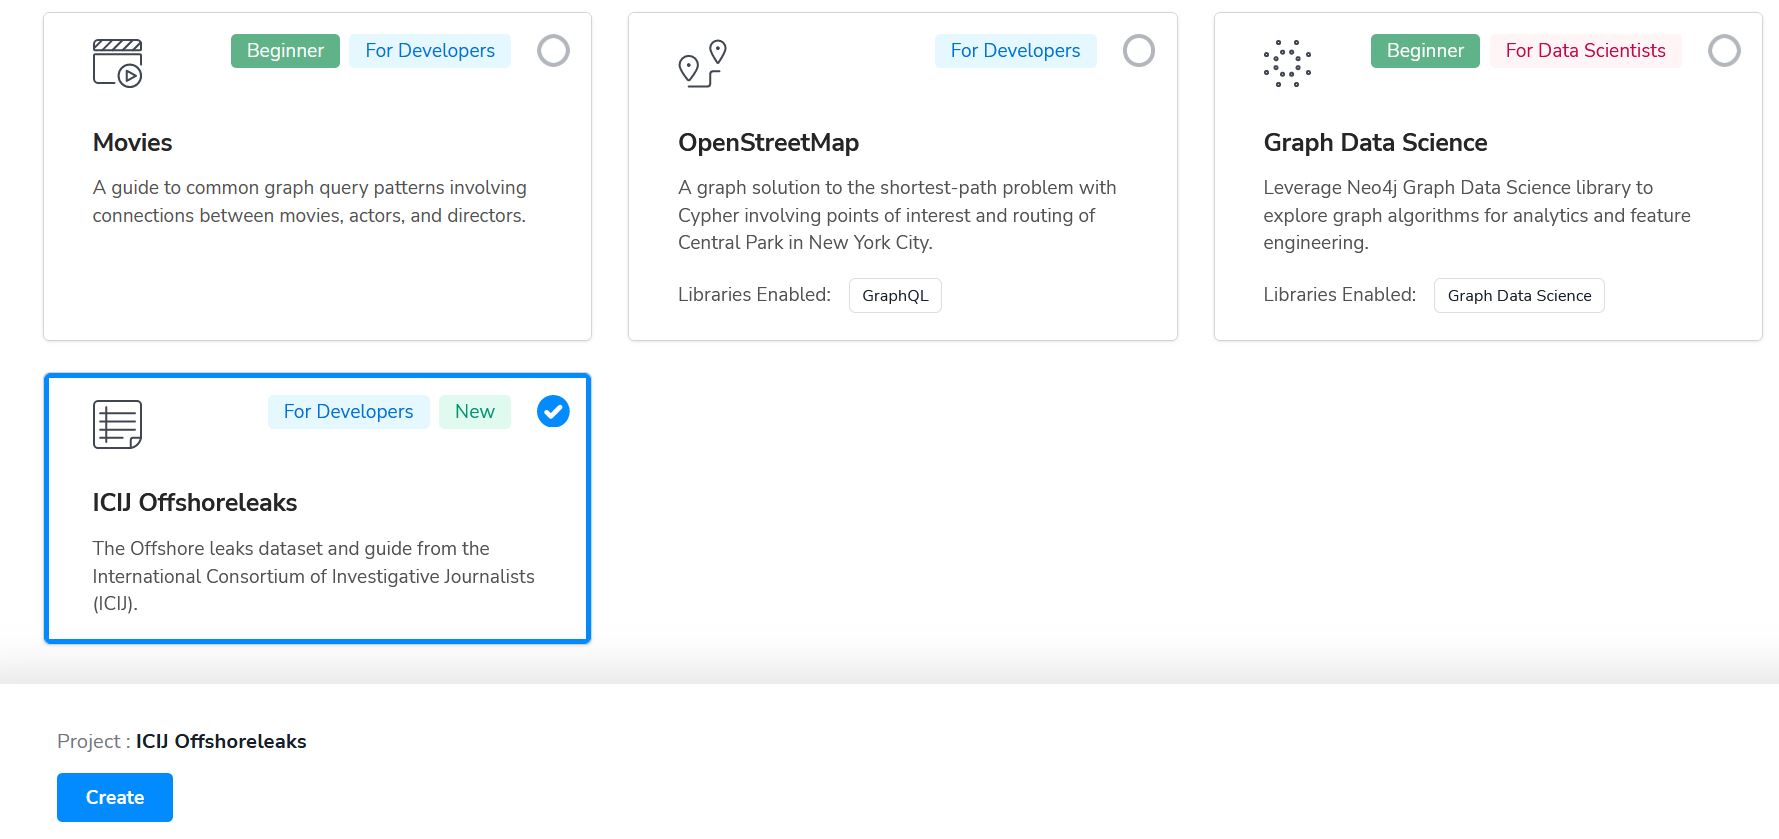 Beginner For Developers
Movies
A guide to common graph query patterns involving
connections between movies, actors, and directors.
For Developers
OpenStreetMap
A graph solution to the shortest-path problem with
Cypher involving points of interest and routing of
Central Park in New York City.
Libraries Enabled: GraphQL
Beginner For Data Scientists
Graph Data Science
Leverage Neo4j Graph Data Science library to
explore graph algorithms for analytics and feature
engineering.
Libraries Enabled: Graph Data Science
For Developers New
ICIJ Offshoreleaks
The Offshore leaks dataset and guide from the
International Consortium of Investigative Journalists
(ICIJ).
Project : ICIJ Offshoreleaks
Create